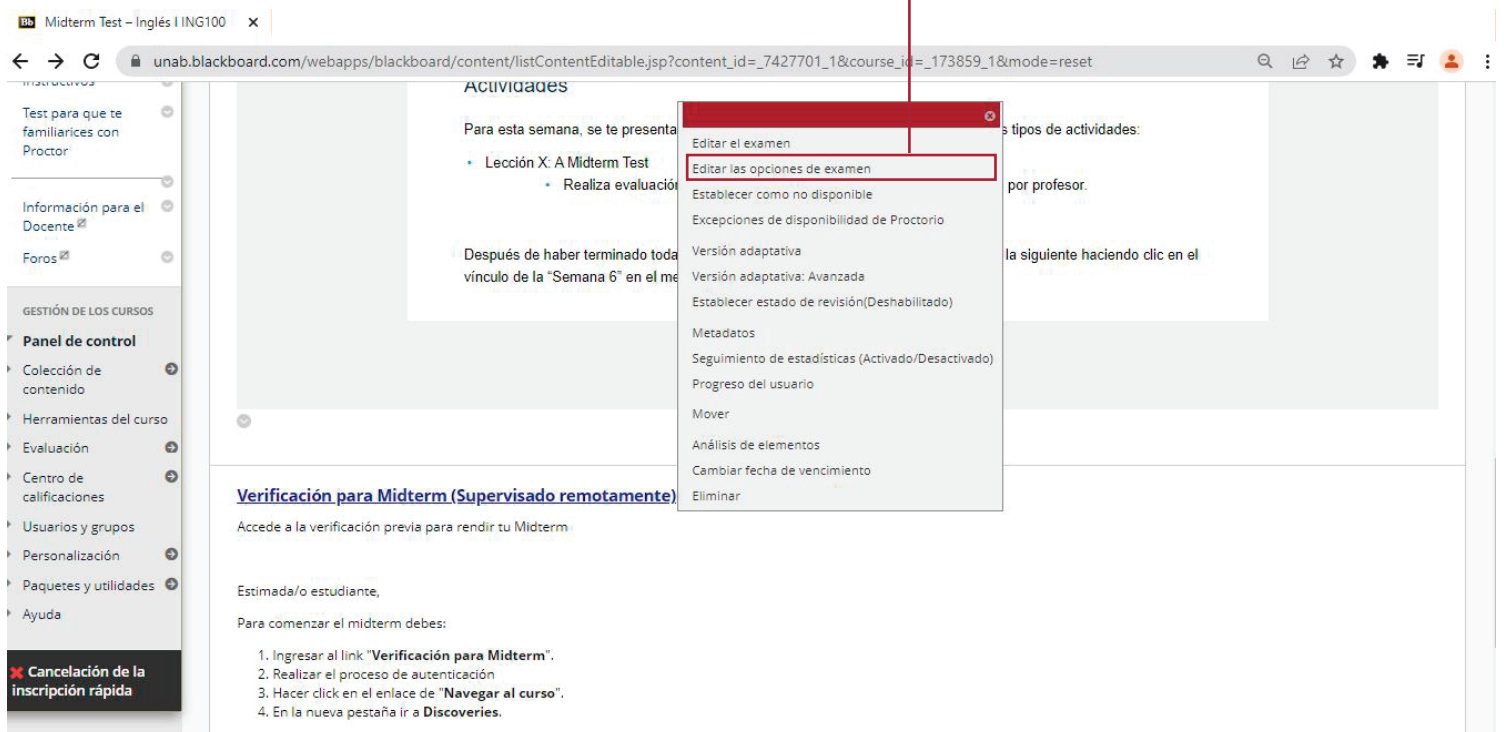 Midterm Test – Inglés I ING100
unab.blackboard.com/webapps/blackboard/content/listContentEditable.jsp?content_id=_7427701_1&course_id=_173859_1&mode=reset
Instructivos
Test para que te
familiarices con
Proctor
Información para el
Docente
Foros
GESTIÓN DE LOS CURSOS
Panel de control
Colección de
contenido
Herramientas del curso
Evaluación
Centro de
calificaciones
Usuarios y grupos
Personalización
Paquetes y utilidades
Ayuda
Cancelación de la
inscripción rápida
Actividades
Para esta semana, se te presenta
s tipos de actividades:
• Lección X: A Midterm Test
• Realiza evaluación
por profesor.
Después de haber terminado toda
la siguiente haciendo clic en el
vínculo de la “Semana 6” en el me
Editar el examen
Editar las opciones de examen
Establecer como no disponible
Excepciones de disponibilidad de Proctorio
Versión adaptativa
Versión adaptativa: Avanzada
Establecer estado de revisión(Deshabilitado)
Metadatos
Seguimiento de estadísticas (Activado/Desactivado)
Progreso del usuario
Mover
Análisis de elementos
Cambiar fecha de vencimiento
Eliminar
Verificación para Midterm (Supervisado remotamente)
Accede a la verificación previa para rendir tu Midterm
Estimada/o estudiante,
Para comenzar el midterm debes:
1. Ingresar al link "Verificación para Midterm".
2. Realizar el proceso de autenticación
3. Hacer click en el enlace de "Navegar al curso".
4. En la nueva pestaña ir a Discoveries.